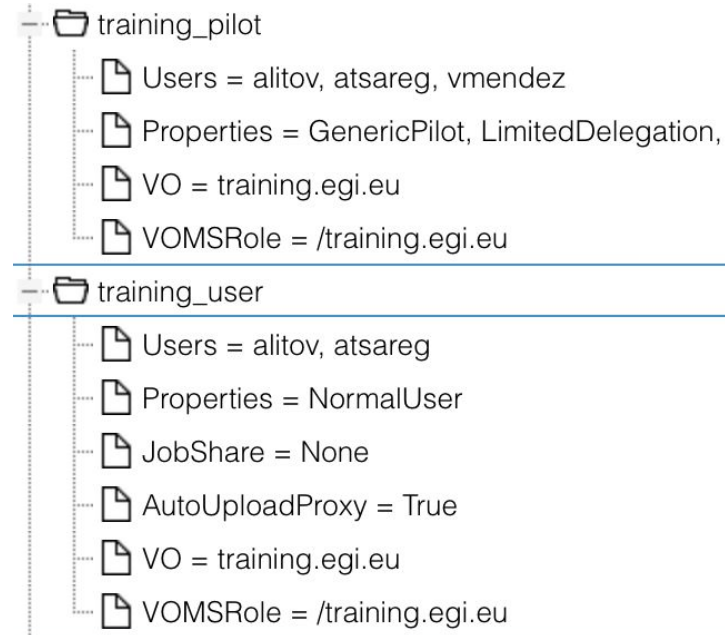 training_pilot
Users = alitov, atsareg, vmendez
Properties = GenericPilot, LimitedDelegation,
VO = training.egi.eu
VOMSRole = /training.egi.eu
training_user
Users = alitov, atsareg
Properties = NormalUser
JobShare = None
AutoUploadProxy = True
VO = training.egi.eu
VOMSRole = /training.egi.eu